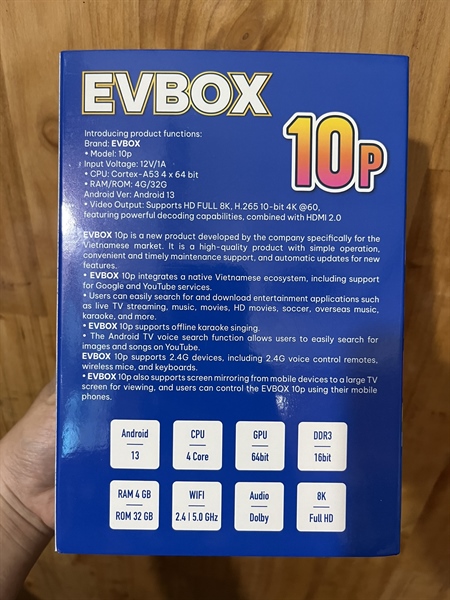 EVBOX
10P
Introducing product functions:
Brand: EVBOX
• Model: 10p
Input Voltage: 12V/1A
• CPU: Cortex-A53 4 x 64 bit
• RAM/ROM: 4G/32G
Android Ver: Android 13
• Video Output: Supports HD FULL 8K, H.265 10-bit 4K @60,
featuring powerful decoding capabilities, combined with HDMI 2.0
EVBOX 10p is a new product developed by the company specifically for the
Vietnamese market. It is a high-quality product with simple operation,
convenient and timely maintenance support, and automatic updates for new
features.
• EVBOX 10p integrates a native Vietnamese ecosystem, including support
for Google and YouTube services.
• Users can easily search for and download entertainment applications such
as live TV streaming, music, movies, HD movies, soccer, overseas music,
karaoke, and more.
• EVBOX 10p supports offline karaoke singing.
• The Android TV voice search function allows users to easily search for
images and songs on YouTube.
EVBOX 10p supports 2.4G devices, including 2.4G voice control remotes,
wireless mice, and keyboards.
• EVBOX 10p also supports screen mirroring from mobile devices to a large TV
screen for viewing, and users can control the EVBOX 10p using their mobile
phones.
Android
13
CPU
4 Core
GPU
64bit
DDR3
16bit
RAM 4 GB
ROM 32 GB
WIFI
2.4 | 5.0 GHz
Audio
Dolby
8K
Full HD